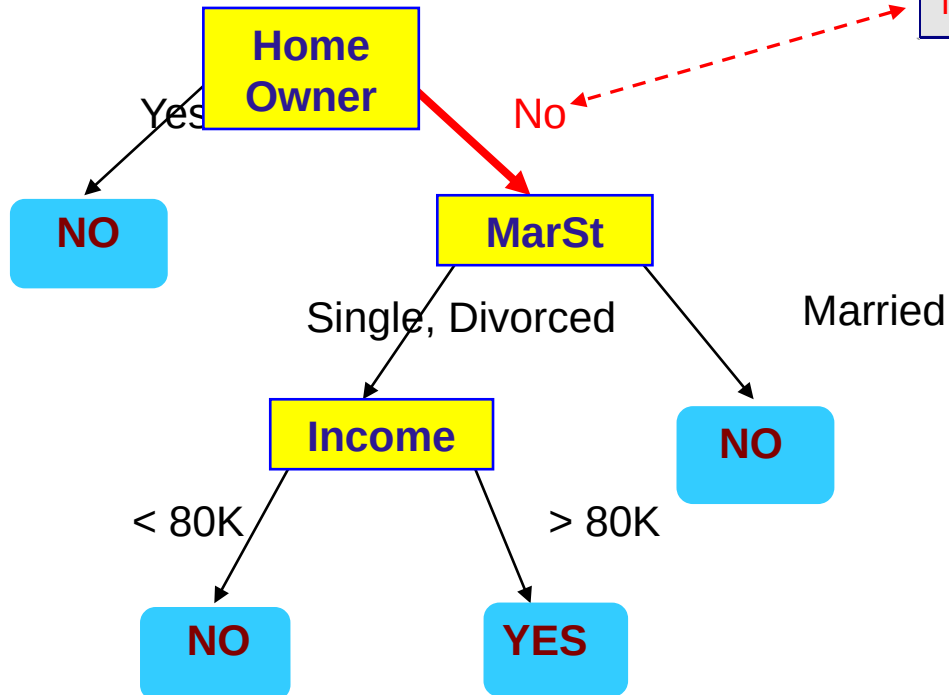 Home
Owner
Yes
No
NO
MarSt
Single, Divorced
Married
Income
NO
< 80K
> 80K
NO
YES